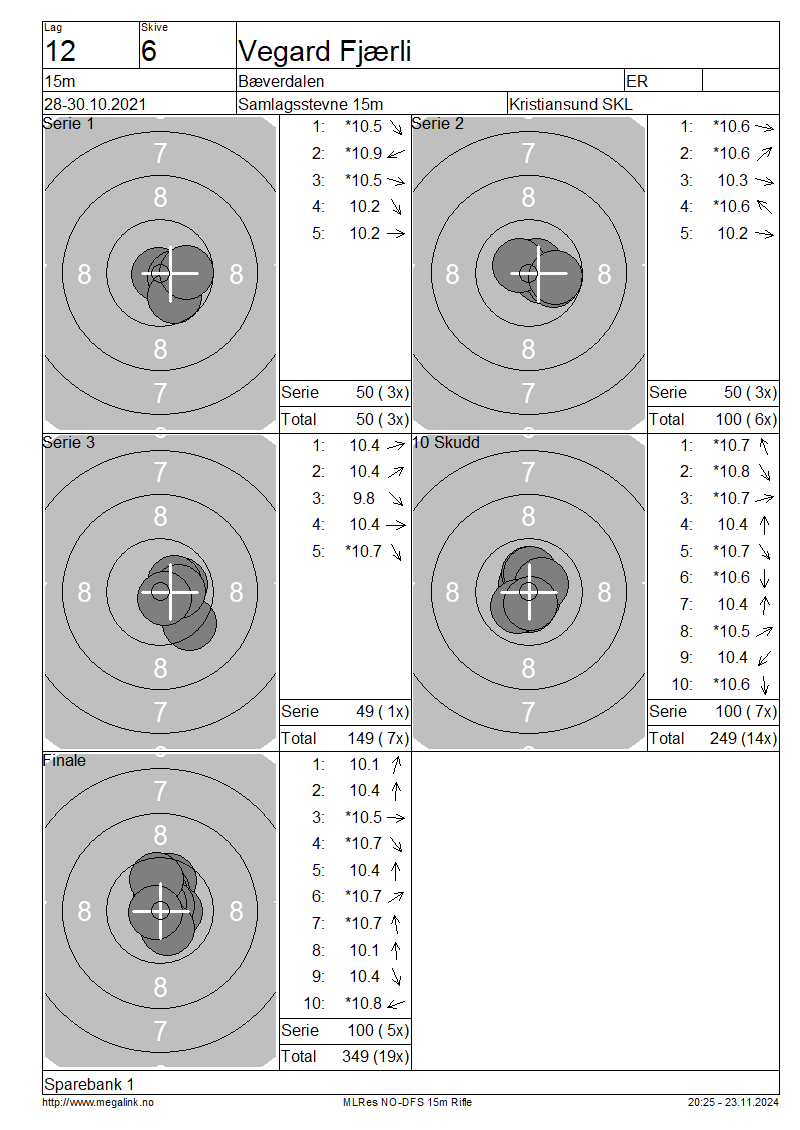 Lag Skive
12 6 Vegard Fjærli
15m Bæverdalen ER
28-30.10.2021 Samlagsstevne 15m Kristiansund SKL
Serie 1
7
8
8 8
8
7
1: *10.5
2: *10.9
3: *10.5
4: 10.2
5: 10.2
Serie 50 ( 3x)
Total 50 ( 3x)
Serie 2
7
8
8 8
8
7
1: *10.6
2: *10.6
3: 10.3
4: *10.6
5: 10.2
Serie 50 ( 3x)
Total 100 ( 6x)
Serie 3
7
8
8 8
8
7
1: 10.4
2: 10.4
3: 9.8
4: 10.4
5: *10.7
Serie 49 ( 1x)
Total 149 ( 7x)
10 Skudd
7
8
8 8
8
7
1: *10.7
2: *10.8
3: *10.7
4: 10.4
5: *10.7
6: *10.6
7: 10.4
8: *10.5
9: 10.4
10: *10.6
Serie 100 ( 7x)
Total 249 (14x)
Finale
7
8
8 8
8
7
1: 10.1
2: 10.4
3: *10.5
4: *10.7
5: 10.4
6: *10.7
7: *10.7
8: 10.1
9: 10.4
10: *10.8
Serie 100 ( 5x)
Total 349 (19x)
Sparebank 1
http://www.megalink.no MLRes NO-DFS 15m Rifle 20:25 - 23.11.2024